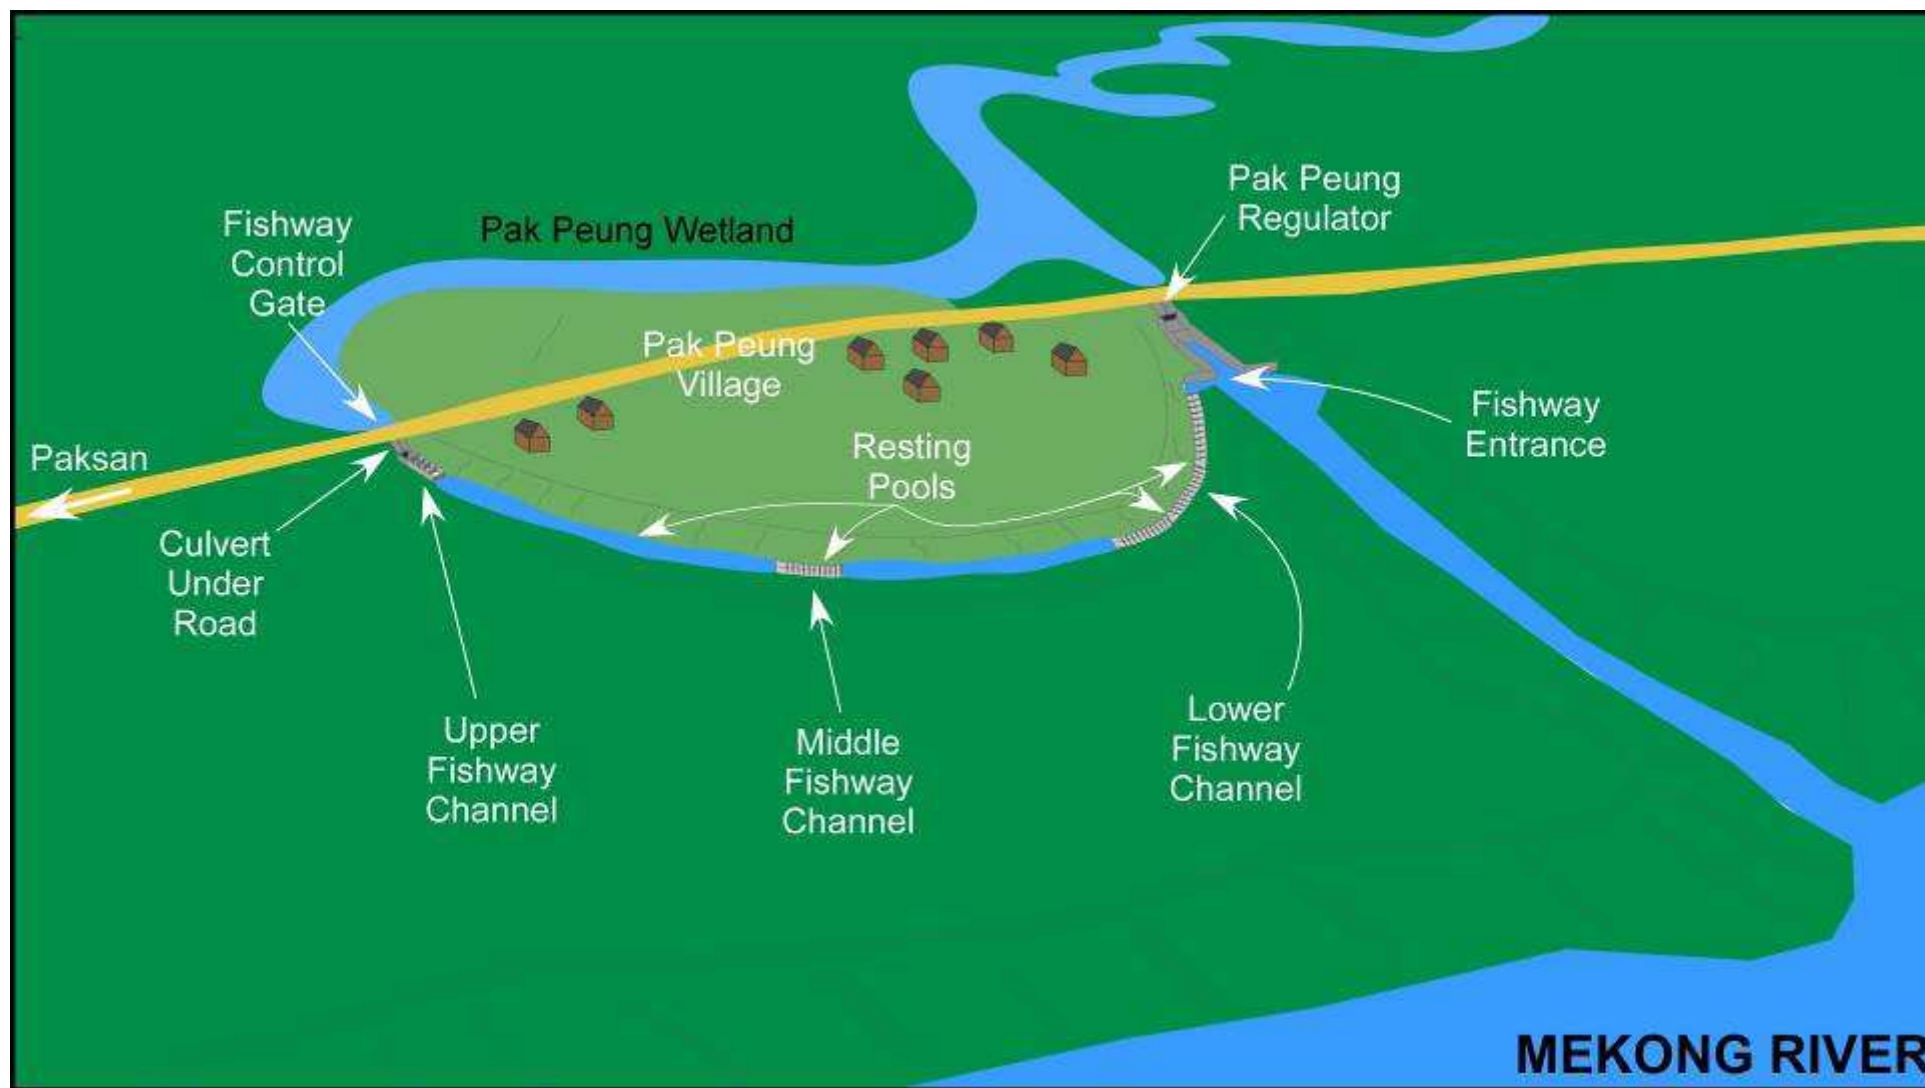 Pak Peung
Regulator
Fishway
Control
Gate
Pak Peung Wetland
Pak Peung
Village
Fishway
Entrance
Paksan
Resting
Pools
Culvert
Under
Road
Upper
Fishway
Channel
Middle
Fishway
Channel
Lower
Fishway
Channel
MEKONG RIVER